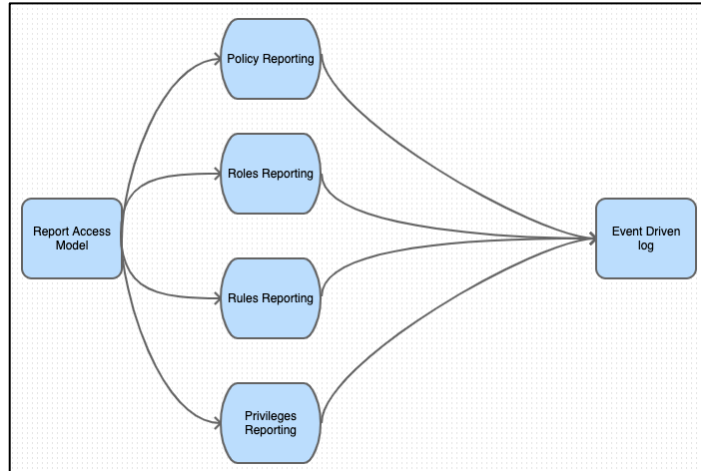 Policy Reporting
Roles Reporting
Report Access
Model
Event Driven
log
Rules Reporting
Privileges
Reporting